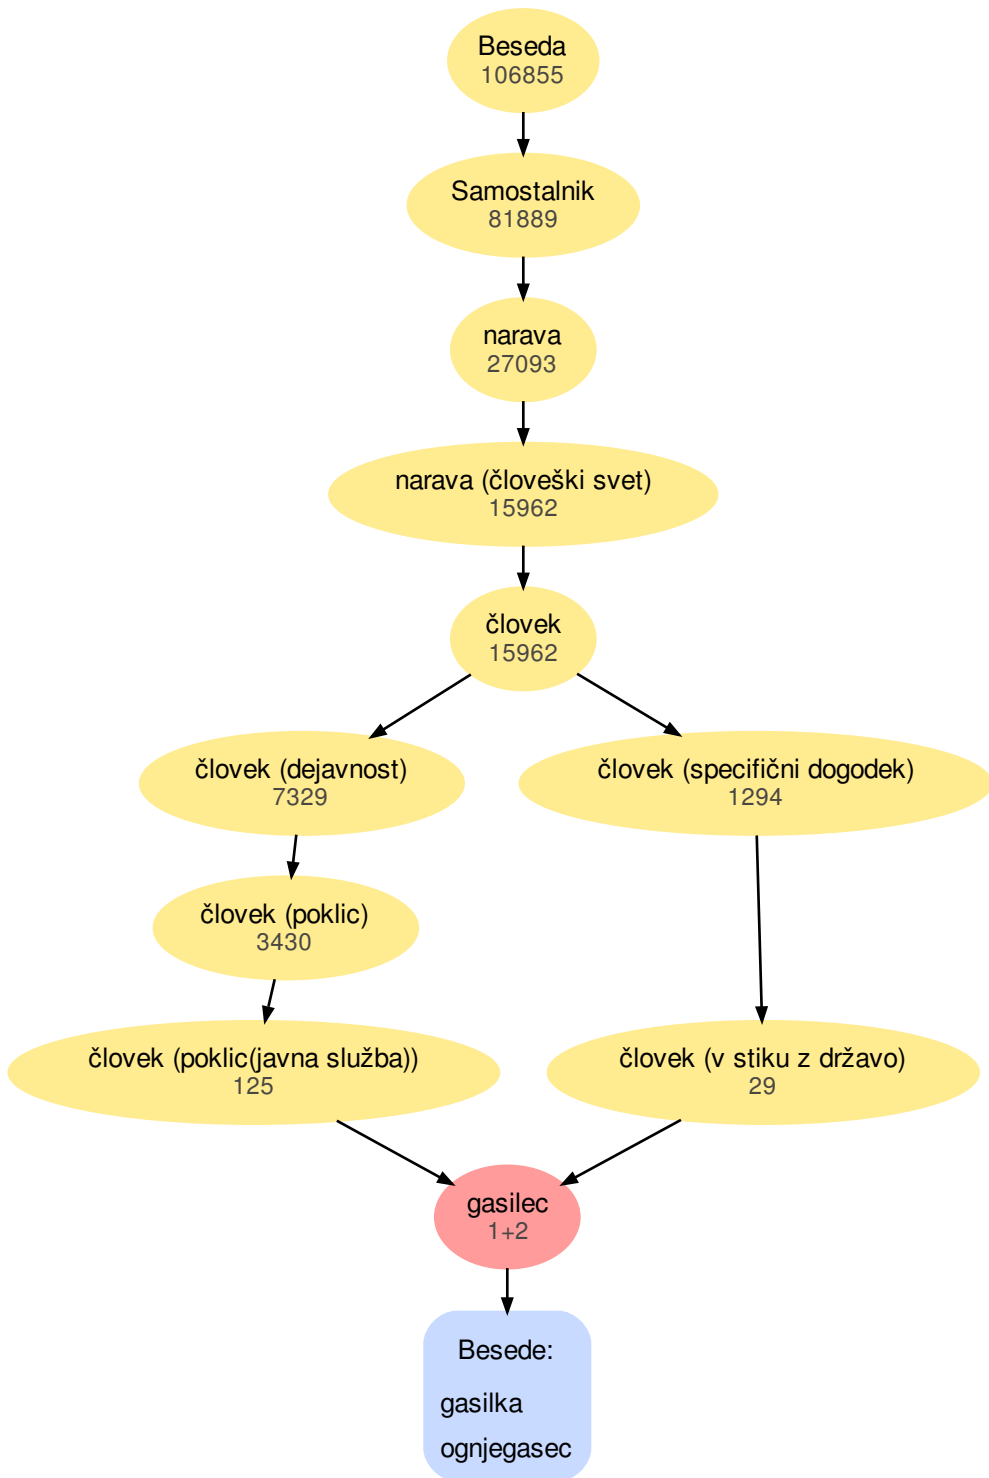 Beseda
106855
Samostalnik
81889
narava
27093
narava (človeški svet)
15962
človek
15962
človek (dejavnost)
7329
človek (specifični dogodek)
1294
človek (poklic)
3430
človek (poklic(javna služba))
125
človek (v stiku z državo)
29
gasilec
1+2
Besede:
gasilka
ognjegasec